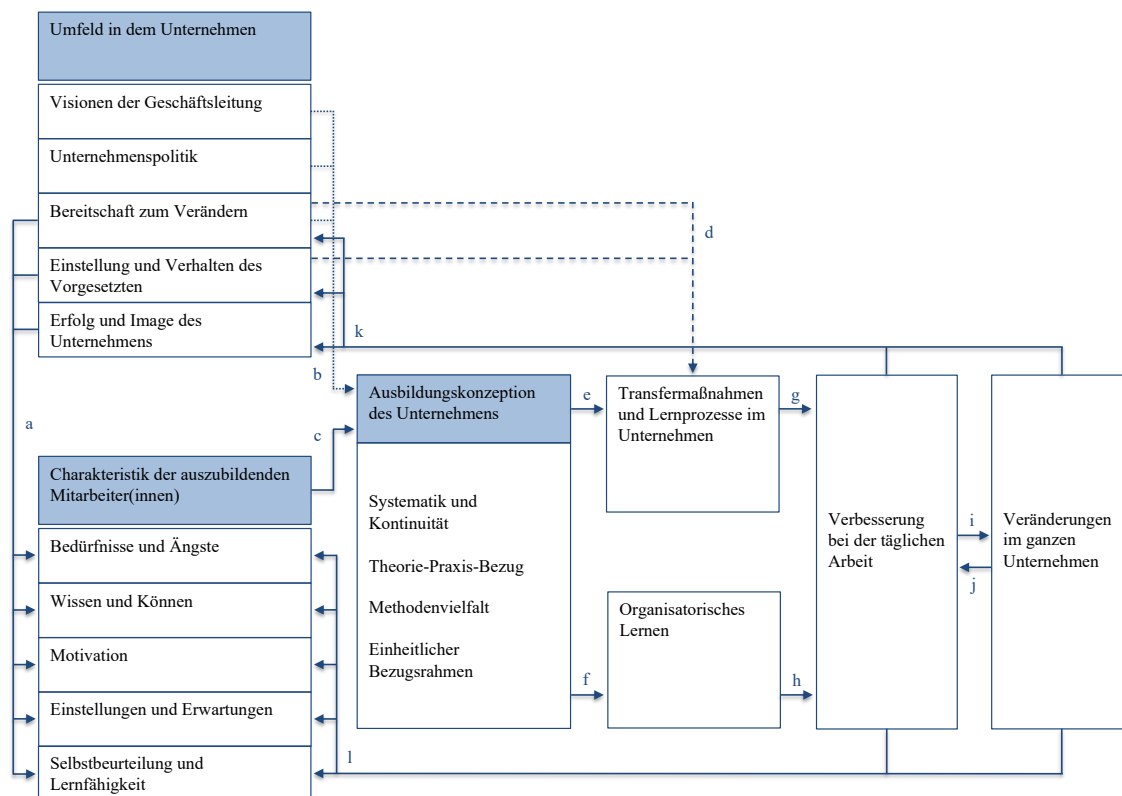 Umfeld in dem Unternehmen
Visionen der Geschäftsleitung
Unternehmenspolitik
Bereitschaft zum Verändern
Einstellung und Verhalten des
Vorgesetzten
Erfolg und Image des
Unternehmens
a
b
c
d
k
Charakteristik der auszubildenden
Mitarbeiter(innen)
Bedürfnisse und Ängste
Wissen und Können
Motivation
Einstellungen und Erwartungen
Selbstbeurteilung und
Lernfähigkeit
l
Ausbildungskonzeption
des Unternehmens
Systematik und
Kontinuität
Theorie-Praxis-Bezug
Methodenvielfalt
Einheitlicher
Bezugsrahmen
e
f
Transfermaßnahmen
und Lernprozesse im
Unternehmen
Organisatorisches
Lernen
g
h
Verbesserung
bei der täglichen
Arbeit
i
j
Veränderungen
im ganzen
Unternehmen